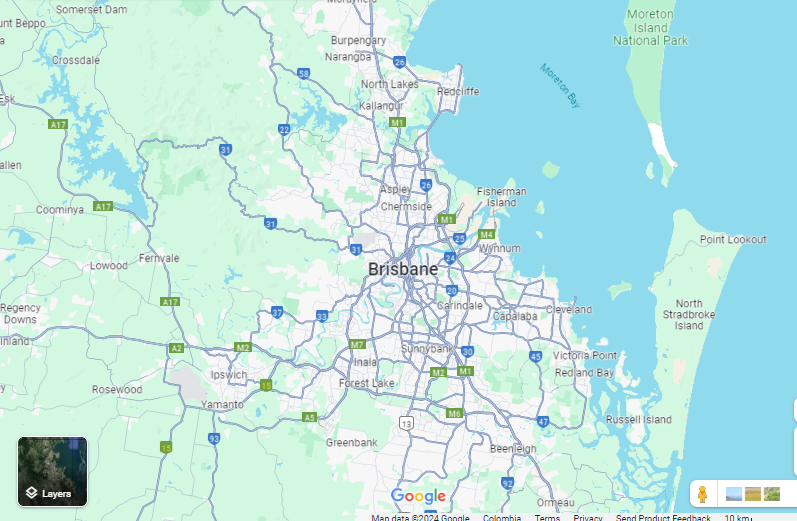 Somerset Dam
Burpengary
Narangba
Moreton
Island
National Park
Crossdale
26
58
North Lakes
Redcliffe
Kallangur
Moreton Bay
A17
M1
22
31
Aspley
26
Chermside
Fisherman
Island
Coominya
A17
31
M1
M4
25
31
Wynnum
Point Lookout
Fernvale
Lowood
24
Brisbane
20
Carindale
Cleveland
Capalaba
North
Stradbroke
Island
A17
37
33
Regency
Downs
A2
M2
M7
Sunnybank
30
45
Victoria Point
Redland Bay
Inala
Ipswich
15
M2
M1
Rosewood
Forest Lake
Yamanto
A5
M6
13
47
Russell Island
15
93
Greenbank
Beenleigh
92
Ormeau
Layers
Google
Map data ©2024 Google Colombia Terms Privacy Send Product Feedback 10 km